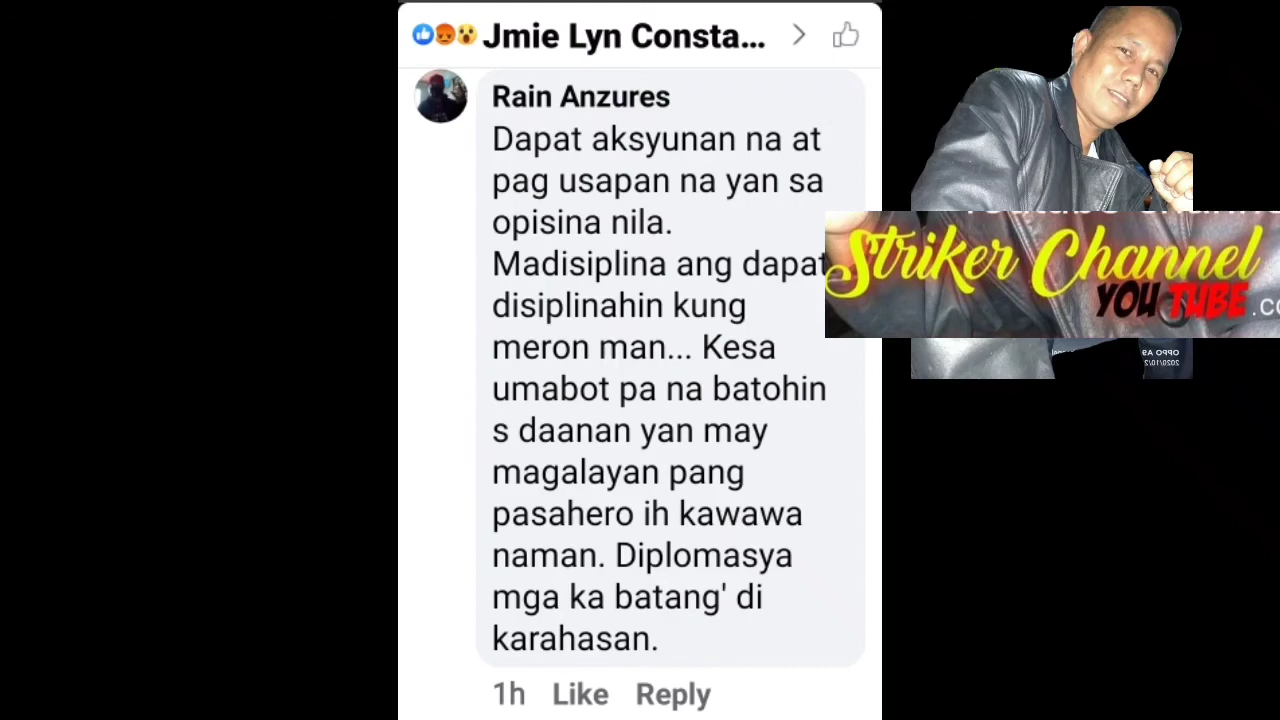 Jmie Lyn Consta...
Rain Anzures
Dapat aksyunan na at
pag usapan na yan sa
opisina nila.
Madisiplina ang dapat
disiplinahin kung
meron man... Kesa
umabot pa na batohin
s daanan yan may
magalayan pang
pasahero ih kawawa
naman. Diplomasya
mga ka batang' di
karahasan.
1h Like Reply
Striker Channel
YOU TUBE .co
OPPO A9